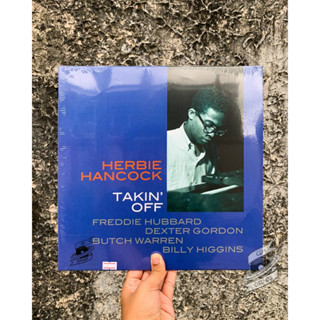 HERBIE
HANCOCK
TAKIN'
OFF
FREDDIE HUBBARD
DEXTER GORDON
BUTCH WARREN
BILLY HIGGINS